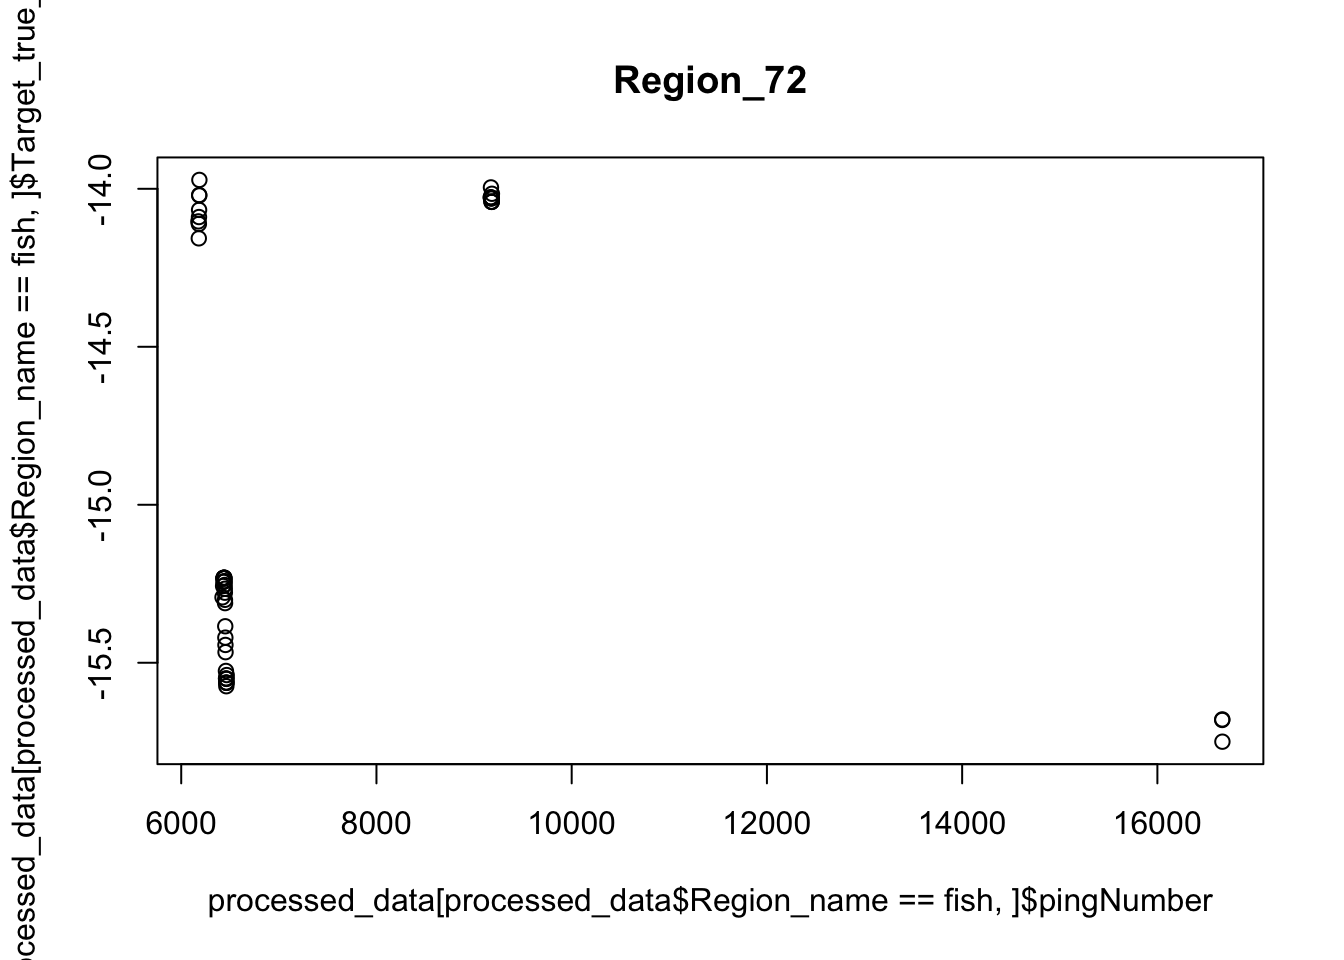 Region_72
processed_data[processed_data$Region_name == fish, ]$Target_true_
-14.0
-14.5
-15.0
-15.5
6000 8000 10000 12000 14000 16000
processed_data[processed_data$Region_name == fish, ]$pingNumber